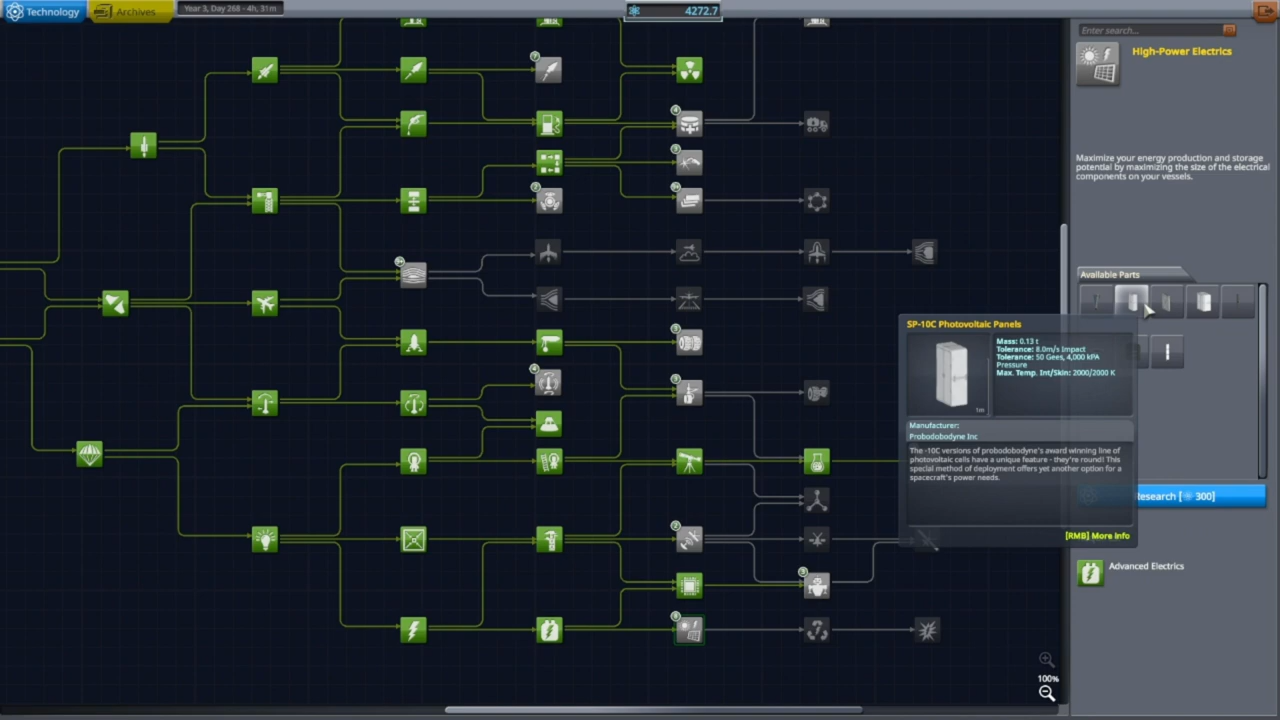 Technology
Archives
Year 3, Day 268 - 4h, 31m
4272.7
Enter search...
High-Power Electrics
Maximize your energy production and storage
potential by maximizing the size of the electrical
components on your vessels.
Available Parts
SP-10C Photovoltaic Panels
Mass: 0.13 t
Tolerance: 8.0m/s Impact
Tolerance: 50 Gees, 4,000 kPA
Pressure
Max. Temp. Int/Skin: 2000/2000 K
1m
Manufacturer:
Probodobodyne Inc
The -10C versions of probodobodyne's award winning line of
photovoltaic cells have a unique feature - they're round! This
special method of deployment offers yet another option for a
spacecraft's power needs.
[RMB] More Info
esearch [ 300]
Advanced Electrics
100%